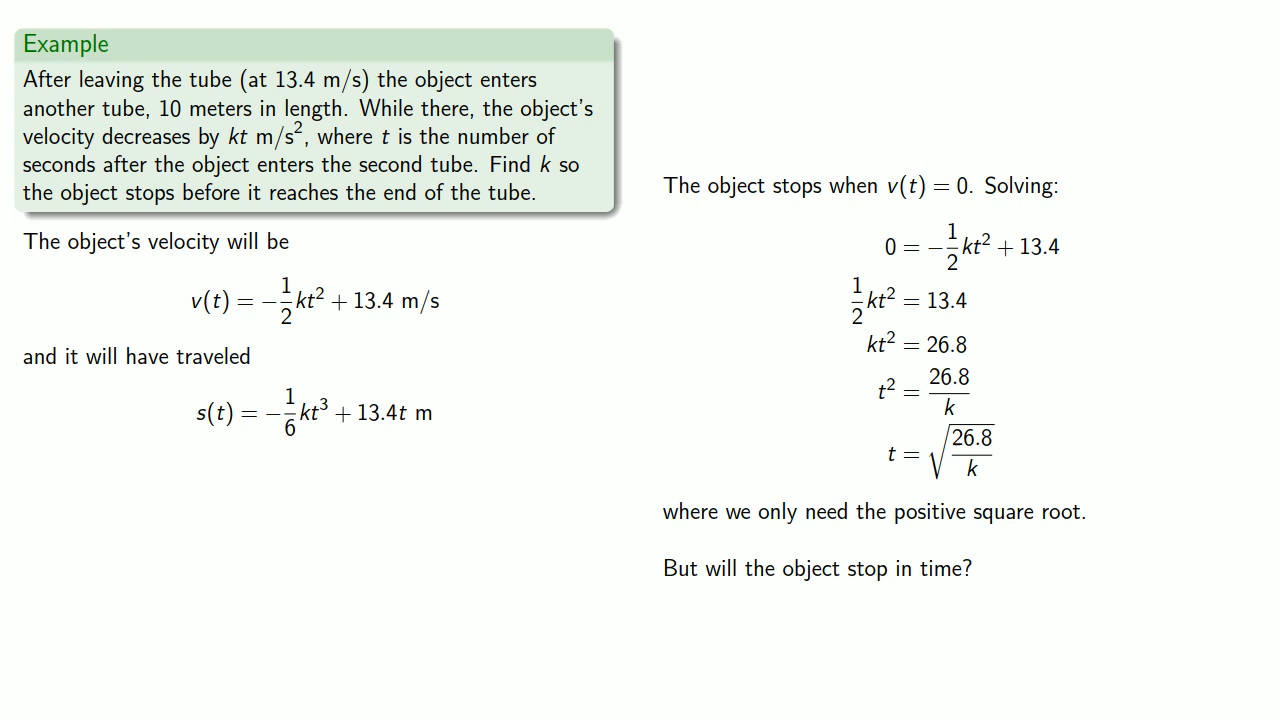 Example
After leaving the tube (at 13.4 m/s) the object enters
another tube, 10 meters in length. While there, the object's
velocity decreases by kt m/s², where t is the number of
seconds after the object enters the second tube. Find k so
the object stops before it reaches the end of the tube.
The object's velocity will be
v(t) = −1/2 kt² + 13.4 m/s
and it will have traveled
s(t) = −1/6 kt³ + 13.4t m
The object stops when v(t) = 0. Solving:
0 = −1/2 kt² + 13.4
1/2 kt² = 13.4
kt² = 26.8
t² = 26.8/k
t = √(26.8/k)
where we only need the positive square root.
But will the object stop in time?